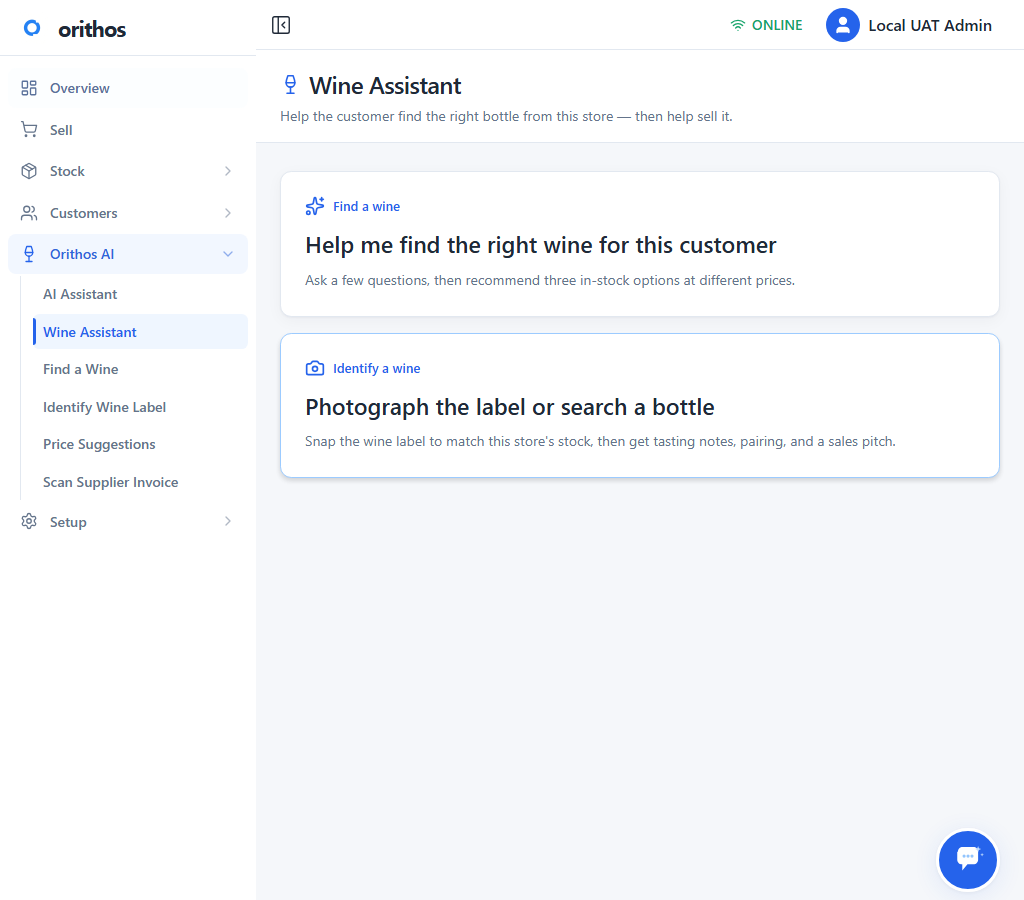 orithos
ONLINE
Local UAT Admin
Overview
Sell
Stock
Customers
Orithos AI
AI Assistant
Wine Assistant
Find a Wine
Identify Wine Label
Price Suggestions
Scan Supplier Invoice
Setup
Wine Assistant
Help the customer find the right bottle from this store — then help sell it.
Find a wine
Help me find the right wine for this customer
Ask a few questions, then recommend three in-stock options at different prices.
Identify a wine
Photograph the label or search a bottle
Snap the wine label to match this store's stock, then get tasting notes, pairing, and a sales pitch.